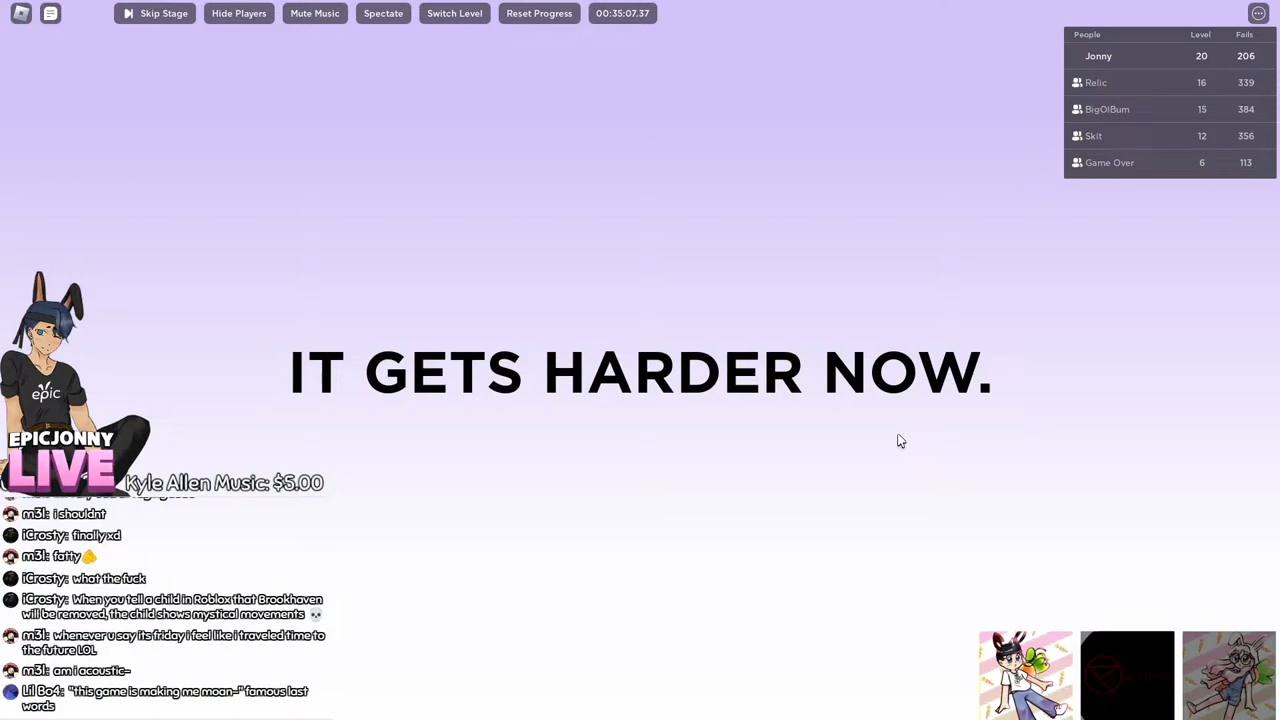 Skip Stage Hide Players Mute Music Spectate Switch Level Reset Progress 00:35:07.37
People Level Fails
Jonny 20 206
Relic 16 339
BigOlBum 15 384
Skit 12 356
Game Over 6 113
IT GETS HARDER NOW.
epic
EPICJONNY
LIVE
Kyle Allen Music: $5.00
m3l: i shouldnt
iCrosty: finally xd
m3l: fatty🫵
iCrosty: what the fuck
iCrosty: When you tell a child in Roblox that Brookhaven
will be removed, the child shows mystical movements 💀
m3l: whenever u say its friday i feel like i traveled time to
the future LOL
m3l: am i acoustic-
Lil Bo4: "this game is making me moan~" famous last
words